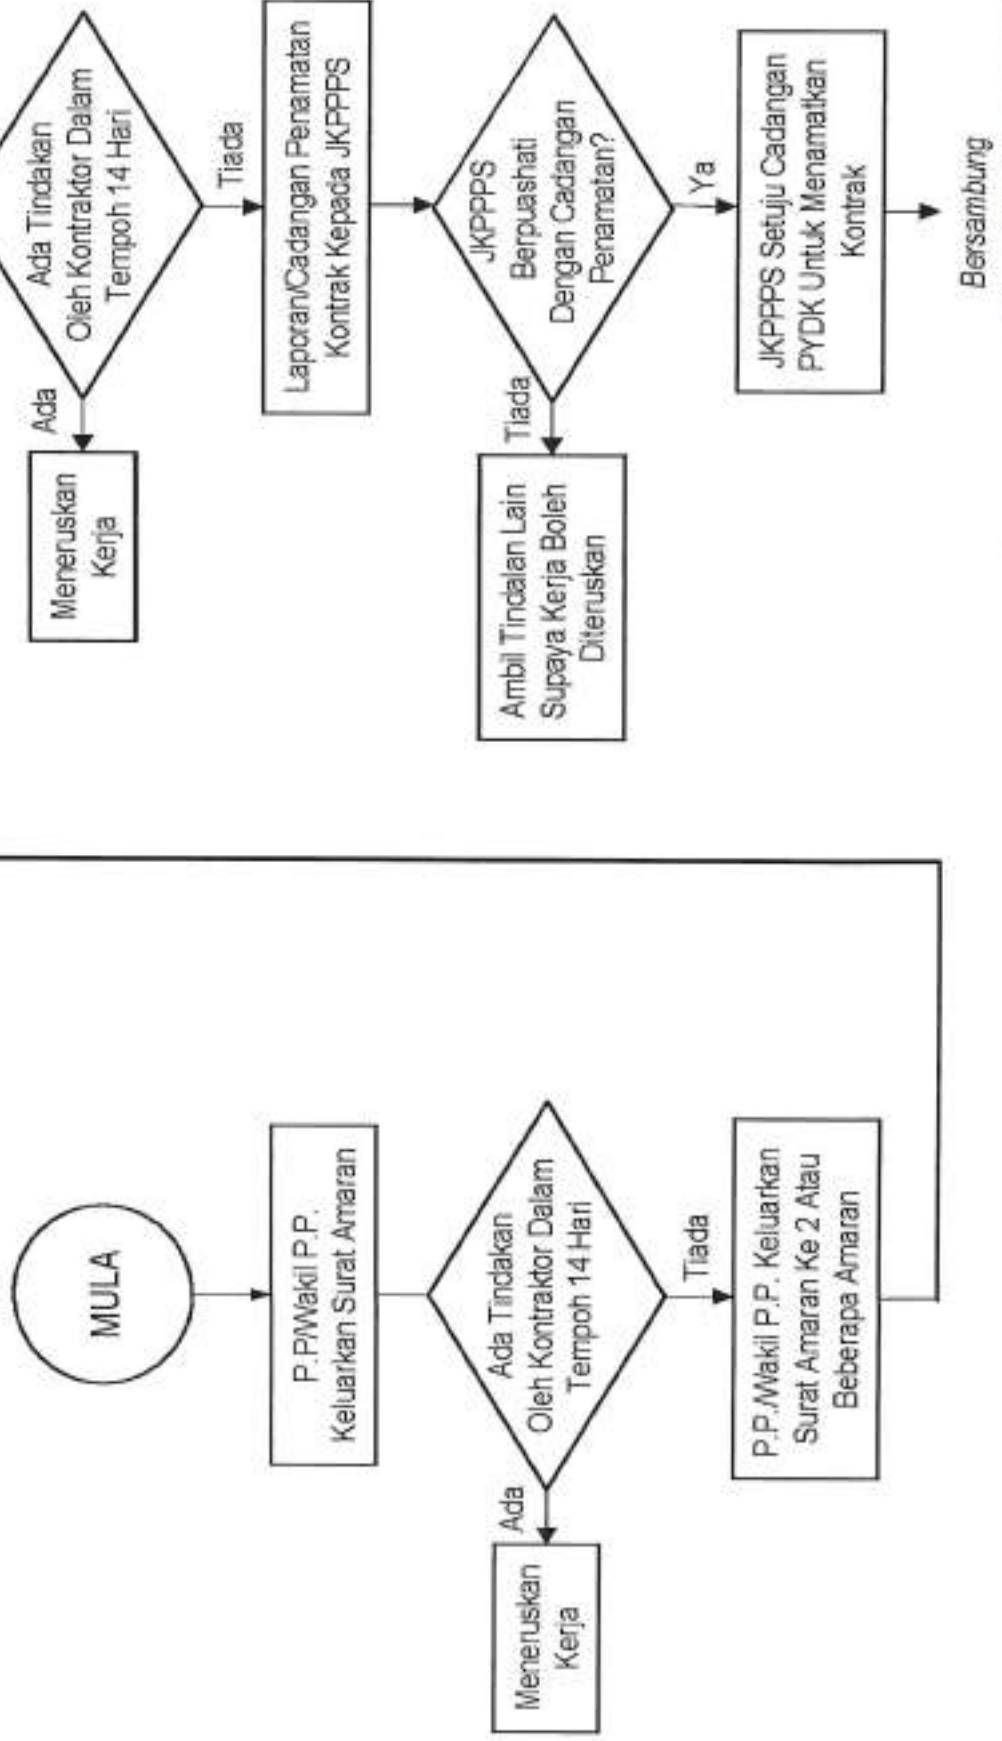 MULA
P.P/Wakil P.P.
Keluarkan Surat Amaran
Ada Tindakan
Oleh Kontraktor Dalam
Tempoh 14 Hari
Ada
Meneruskan
Kerja
Tiada
P.P./Wakil P.P. Keluarkan
Surat Amaran Ke 2 Atau
Beberapa Amaran
Ada Tindakan
Oleh Kontraktor Dalam
Tempoh 14 Hari
Ada
Meneruskan
Kerja
Tiada
Laporan/Cadangan Penamatan
Kontrak Kepada JKPPPS
JKPPPS
Berpuashati
Dengan Cadangan
Penamatan?
Tiada
Ambil Tindalan Lain
Supaya Kerja Boleh
Diteruskan
Ya
JKPPPS Setuju Cadangan
PYDK Untuk Menamatkan
Kontrak
Bersambung